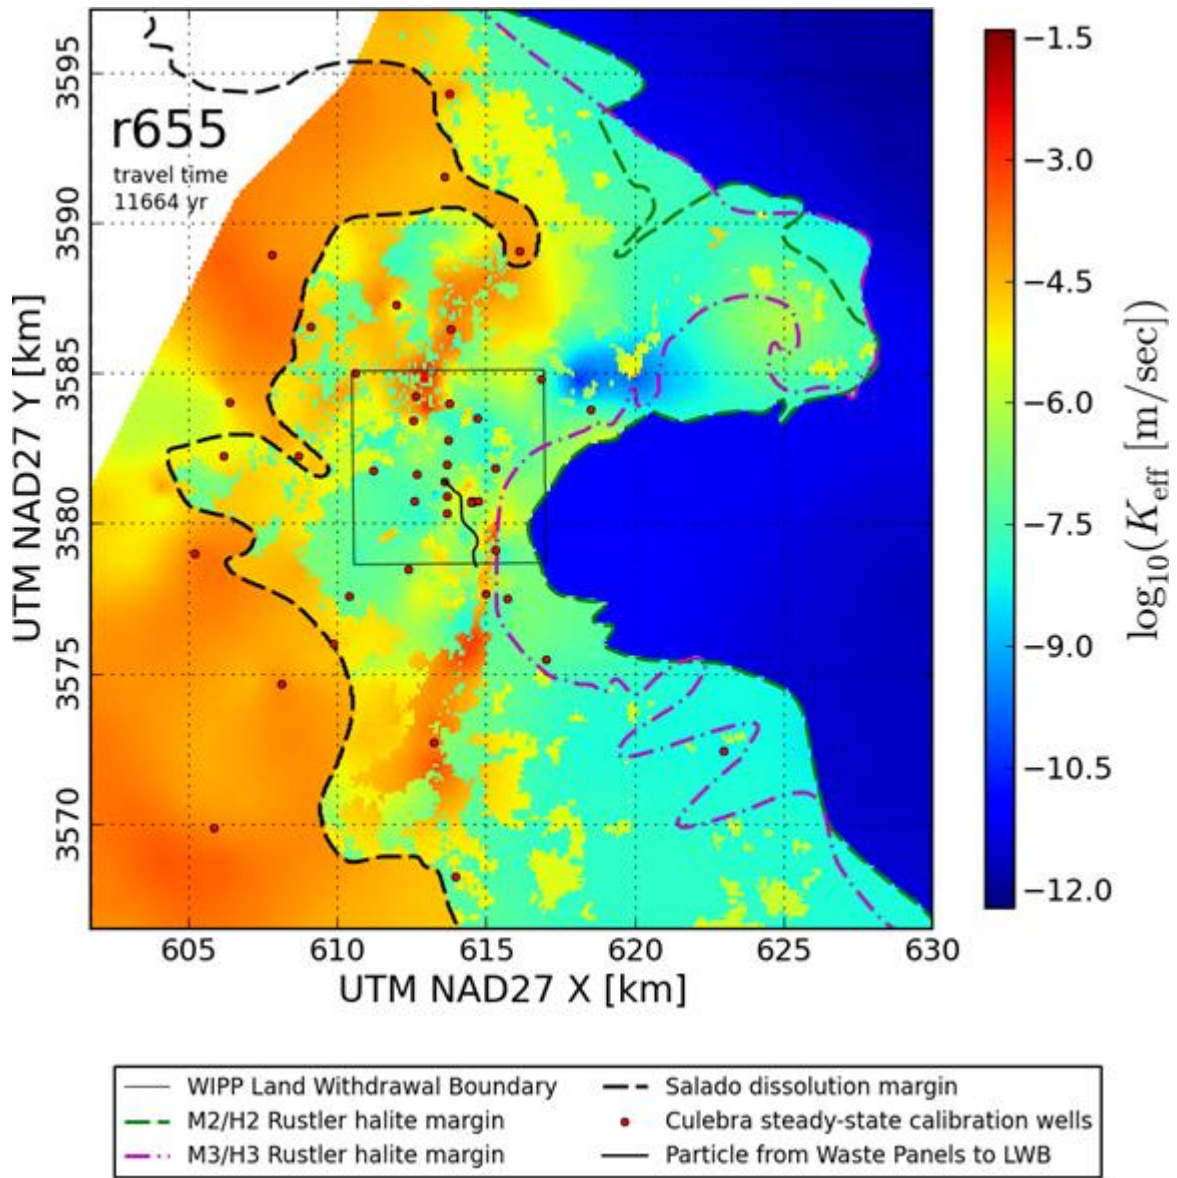 r655
travel time
11664 yr
3595
3590
3585
3580
3575
3570
UTM NAD27 Y [km]
605
610
615
620
625
630
UTM NAD27 X [km]
−1.5
−3.0
−4.5
−6.0
−7.5
−9.0
−10.5
−12.0
log₁₀(K_eff [m/sec])
WIPP Land Withdrawal Boundary
M2/H2 Rustler halite margin
M3/H3 Rustler halite margin
Salado dissolution margin
Culebra steady-state calibration wells
Particle from Waste Panels to LWB